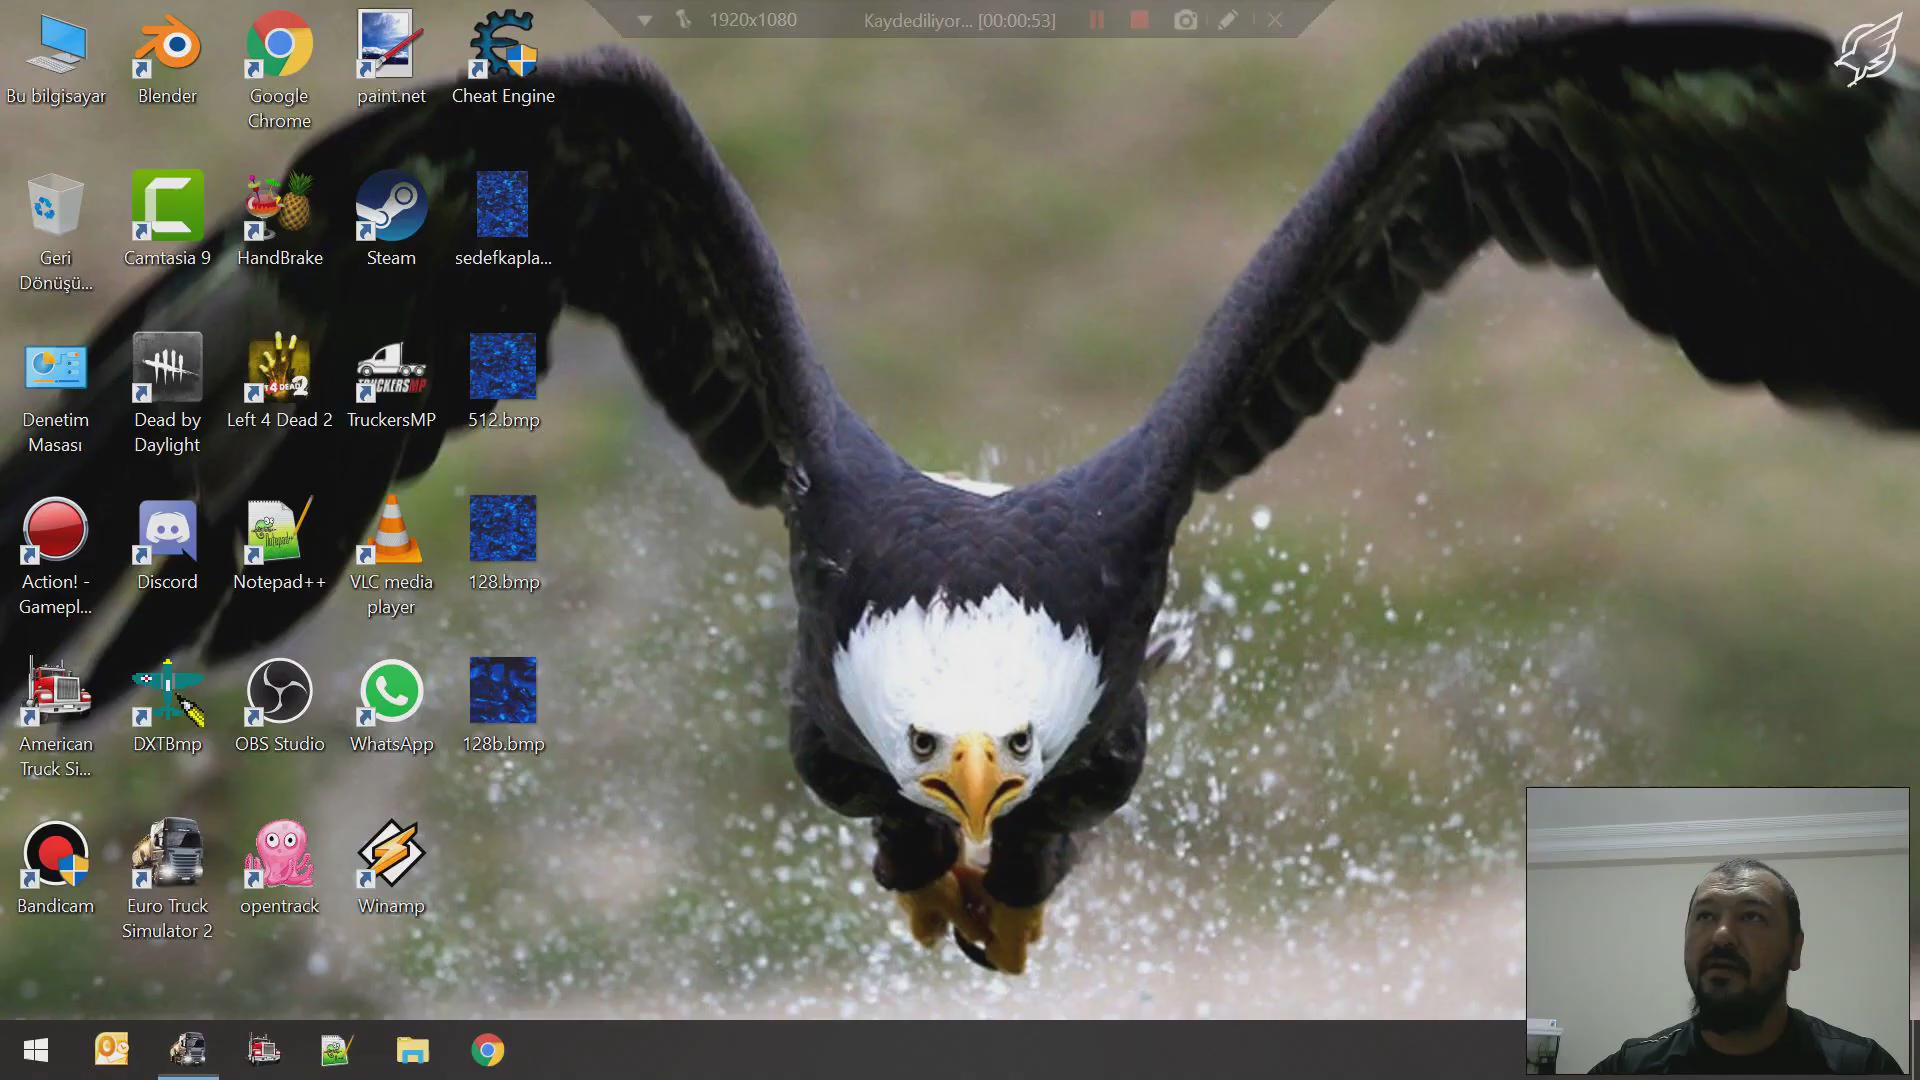 1920x1080
Kaydediliyor... [00:00:53]
Bu bilgisayar
Blender
Google
Chrome
paint.net
Cheat Engine
Geri
Dönüşü...
Camtasia 9
HandBrake
Steam
sedefkapla...
Denetim
Masası
Dead by
Daylight
Left 4 Dead 2
TRUCKERSMP
TruckersMP
512.bmp
Action! -
Gamepl...
Discord
Notepad++
VLC media
player
128.bmp
American
Truck Si...
DXTBmp
OBS Studio
WhatsApp
128b.bmp
Bandicam
Euro Truck
Simulator 2
opentrack
Winamp